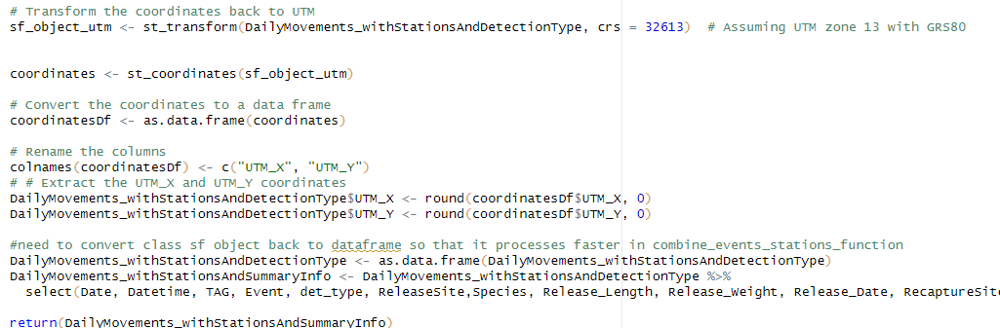 # Transform the coordinates back to UTM
sf_object_utm <- st_transform(DailyMovements_withStationsAndDetectionType, crs = 32613)  # Assuming UTM zone 13 with GRS80
coordinates <- st_coordinates(sf_object_utm)
# Convert the coordinates to a data frame
coordinatesDf <- as.data.frame(coordinates)
# Rename the columns
colnames(coordinatesDf) <- c("UTM_X", "UTM_Y")
# # Extract the UTM_X and UTM_Y coordinates
DailyMovements_withStationsAndDetectionType$UTM_X <- round(coordinatesDf$UTM_X, 0)
DailyMovements_withStationsAndDetectionType$UTM_Y <- round(coordinatesDf$UTM_Y, 0)
#need to convert class sf object back to dataframe so that it processes faster in combine_events_stations_function
DailyMovements_withStationsAndDetectionType <- as.data.frame(DailyMovements_withStationsAndDetectionType)
DailyMovements_withStationsAndSummaryInfo <- DailyMovements_withStationsAndDetectionType %>%
  select(Date, Datetime, TAG, Event, det_type, ReleaseSite,Species, Release_Length, Release_Weight, Release_Date, RecaptureSite
return(DailyMovements_withStationsAndSummaryInfo)